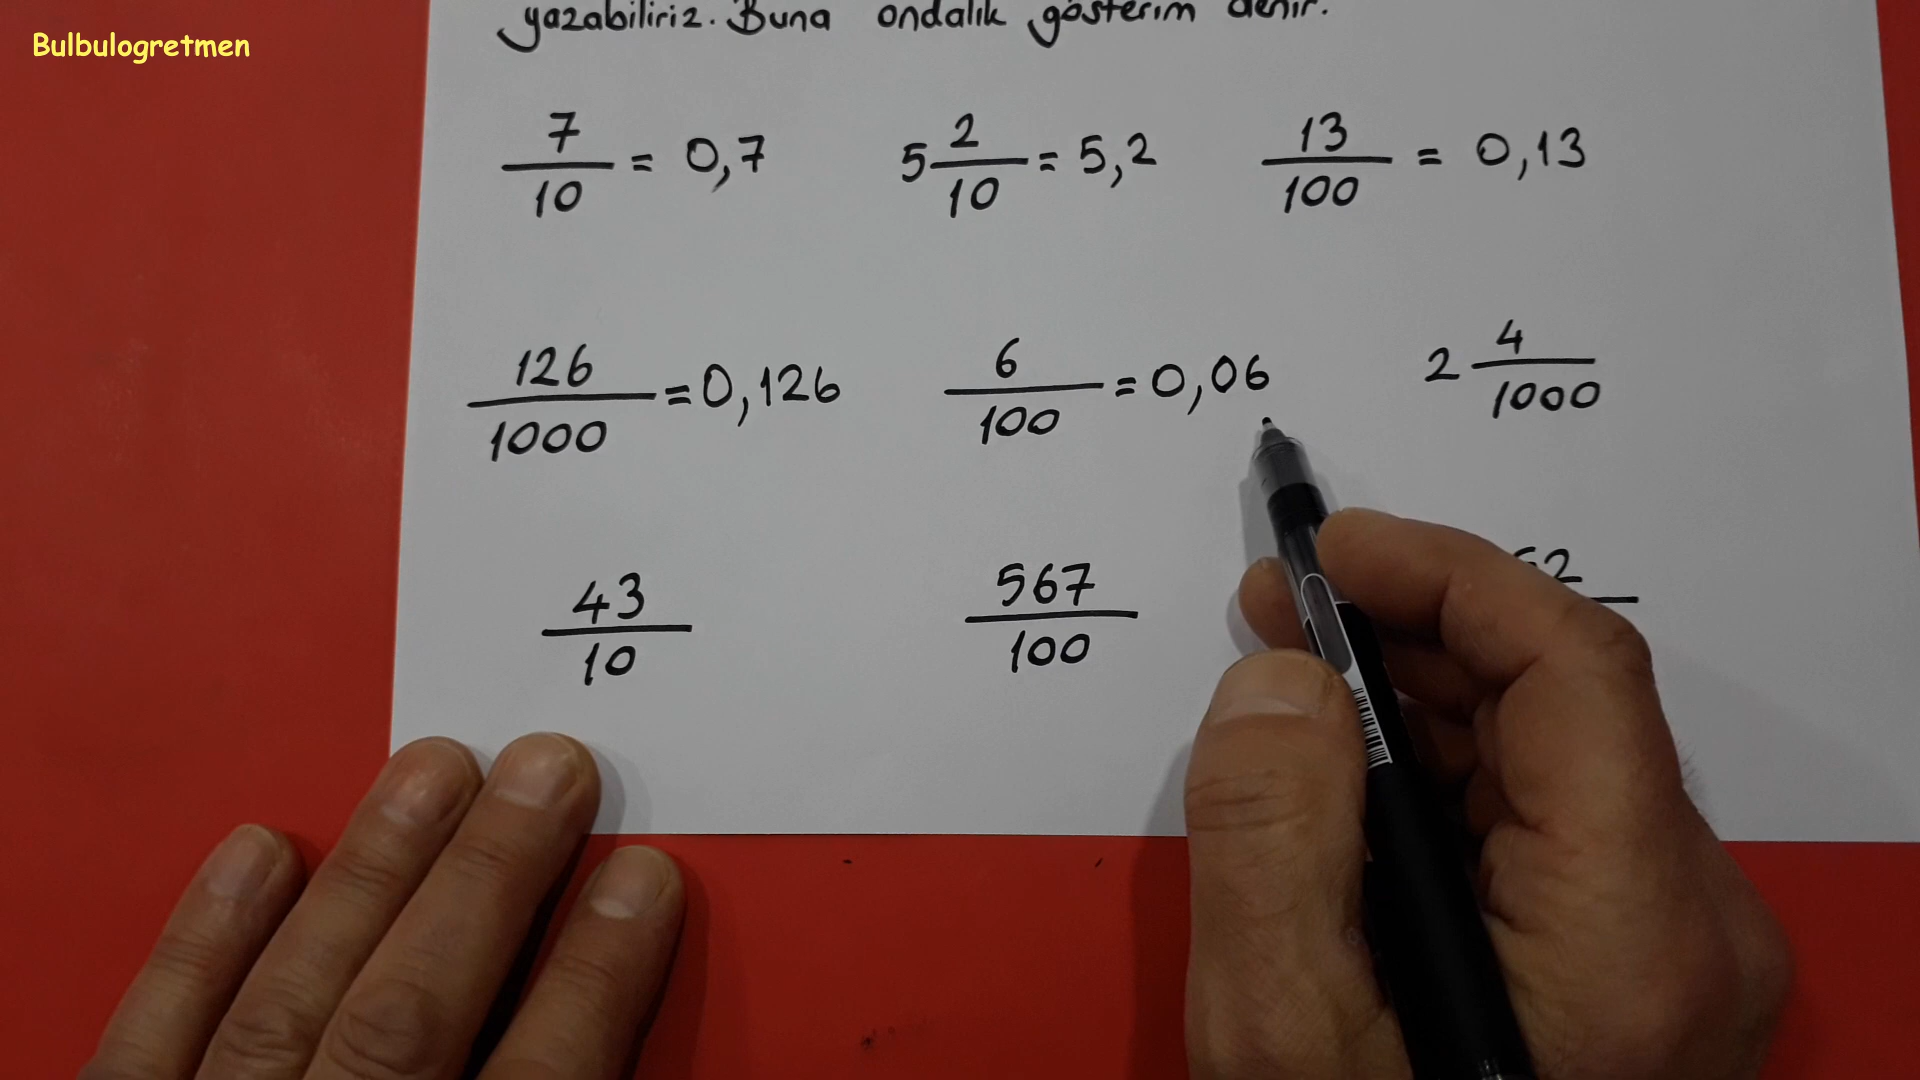 Bulbulogretmen
yazabiliriz. Buna ondalık gösterim denir.
7/10 = 0,7   5 2/10 = 5,2   13/100 = 0,13
126/1000 = 0,126   6/100 = 0,06   2 4/1000
43/10   567/100